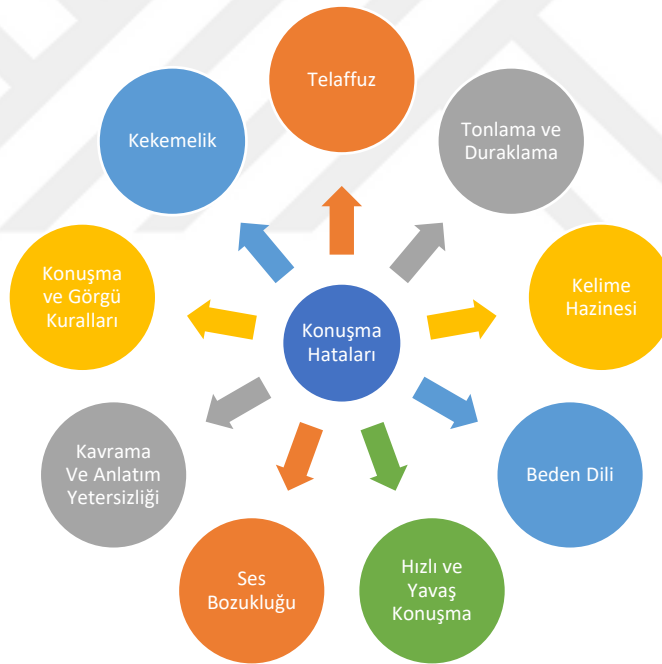 Telaffuz
Tonlama ve
Duraklama
Kelime
Hazinesi
Beden Dili
Hızlı ve
Yavaş
Konuşma
Ses
Bozukluğu
Kavrama
Ve Anlatım
Yetersizliği
Konuşma
ve Görgü
Kuralları
Kekemelik
Konuşma
Hataları